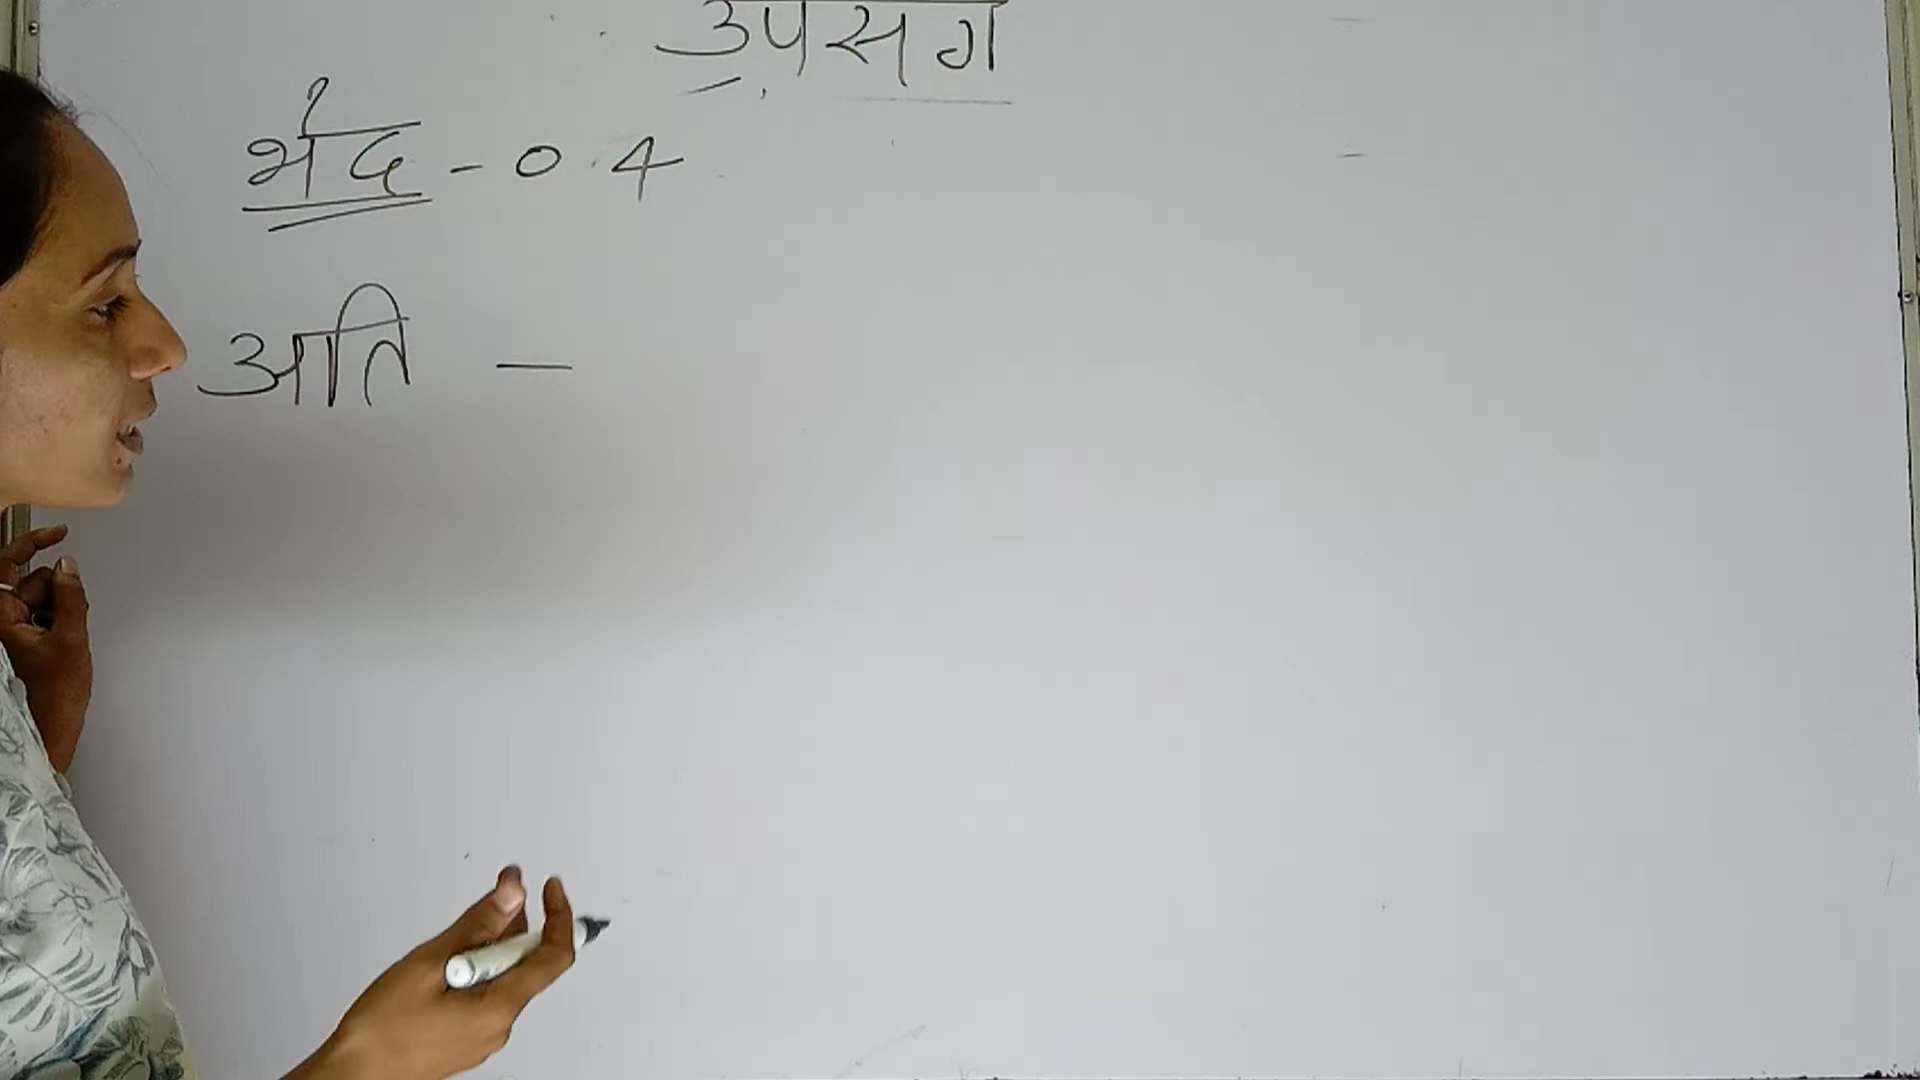 उपसर्ग
भेद - 04
अति -